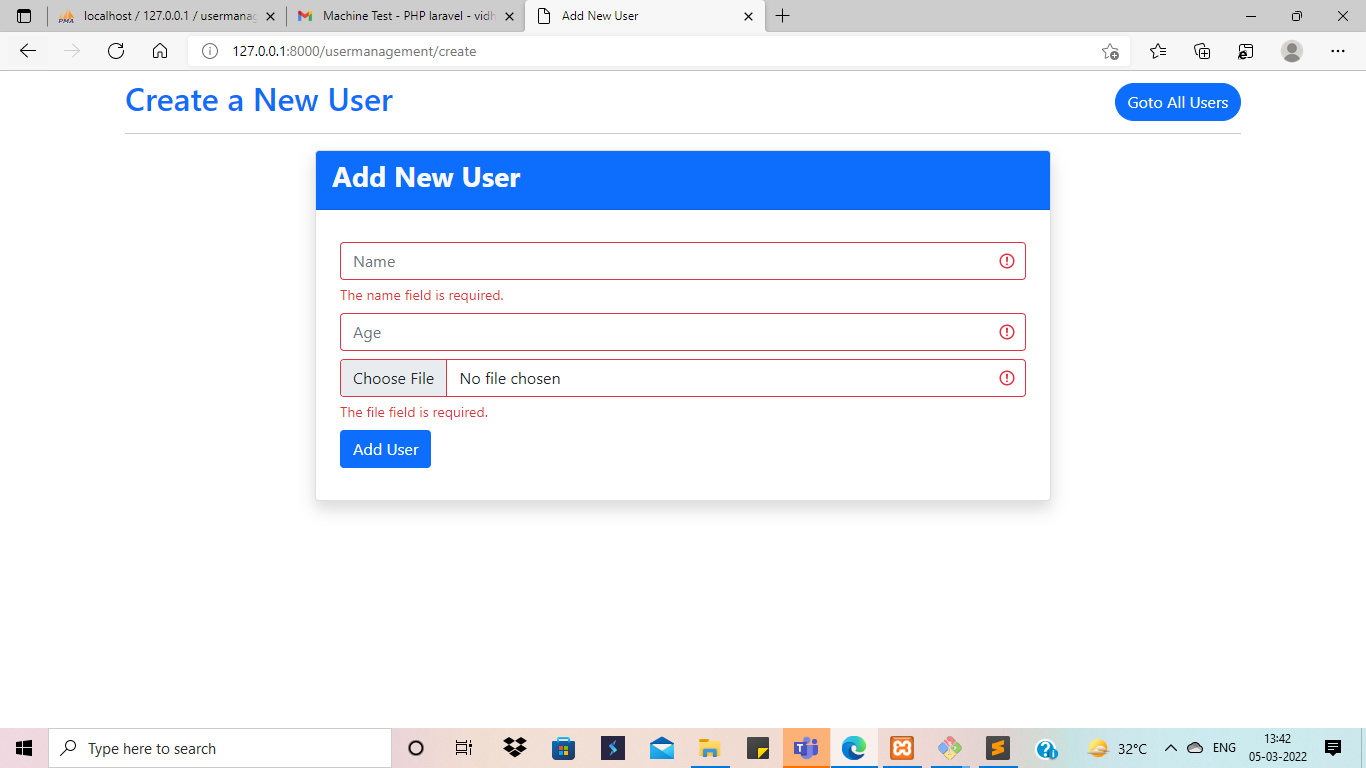 localhost / 127.0.0.1 / usermanag
Machine Test - PHP laravel - vidh
Add New User
127.0.0.1:8000/usermanagement/create
Create a New User
Goto All Users
Add New User
Name
The name field is required.
Age
Choose File
No file chosen
The file field is required.
Add User
Type here to search
32°C
ENG
13:42
05-03-2022